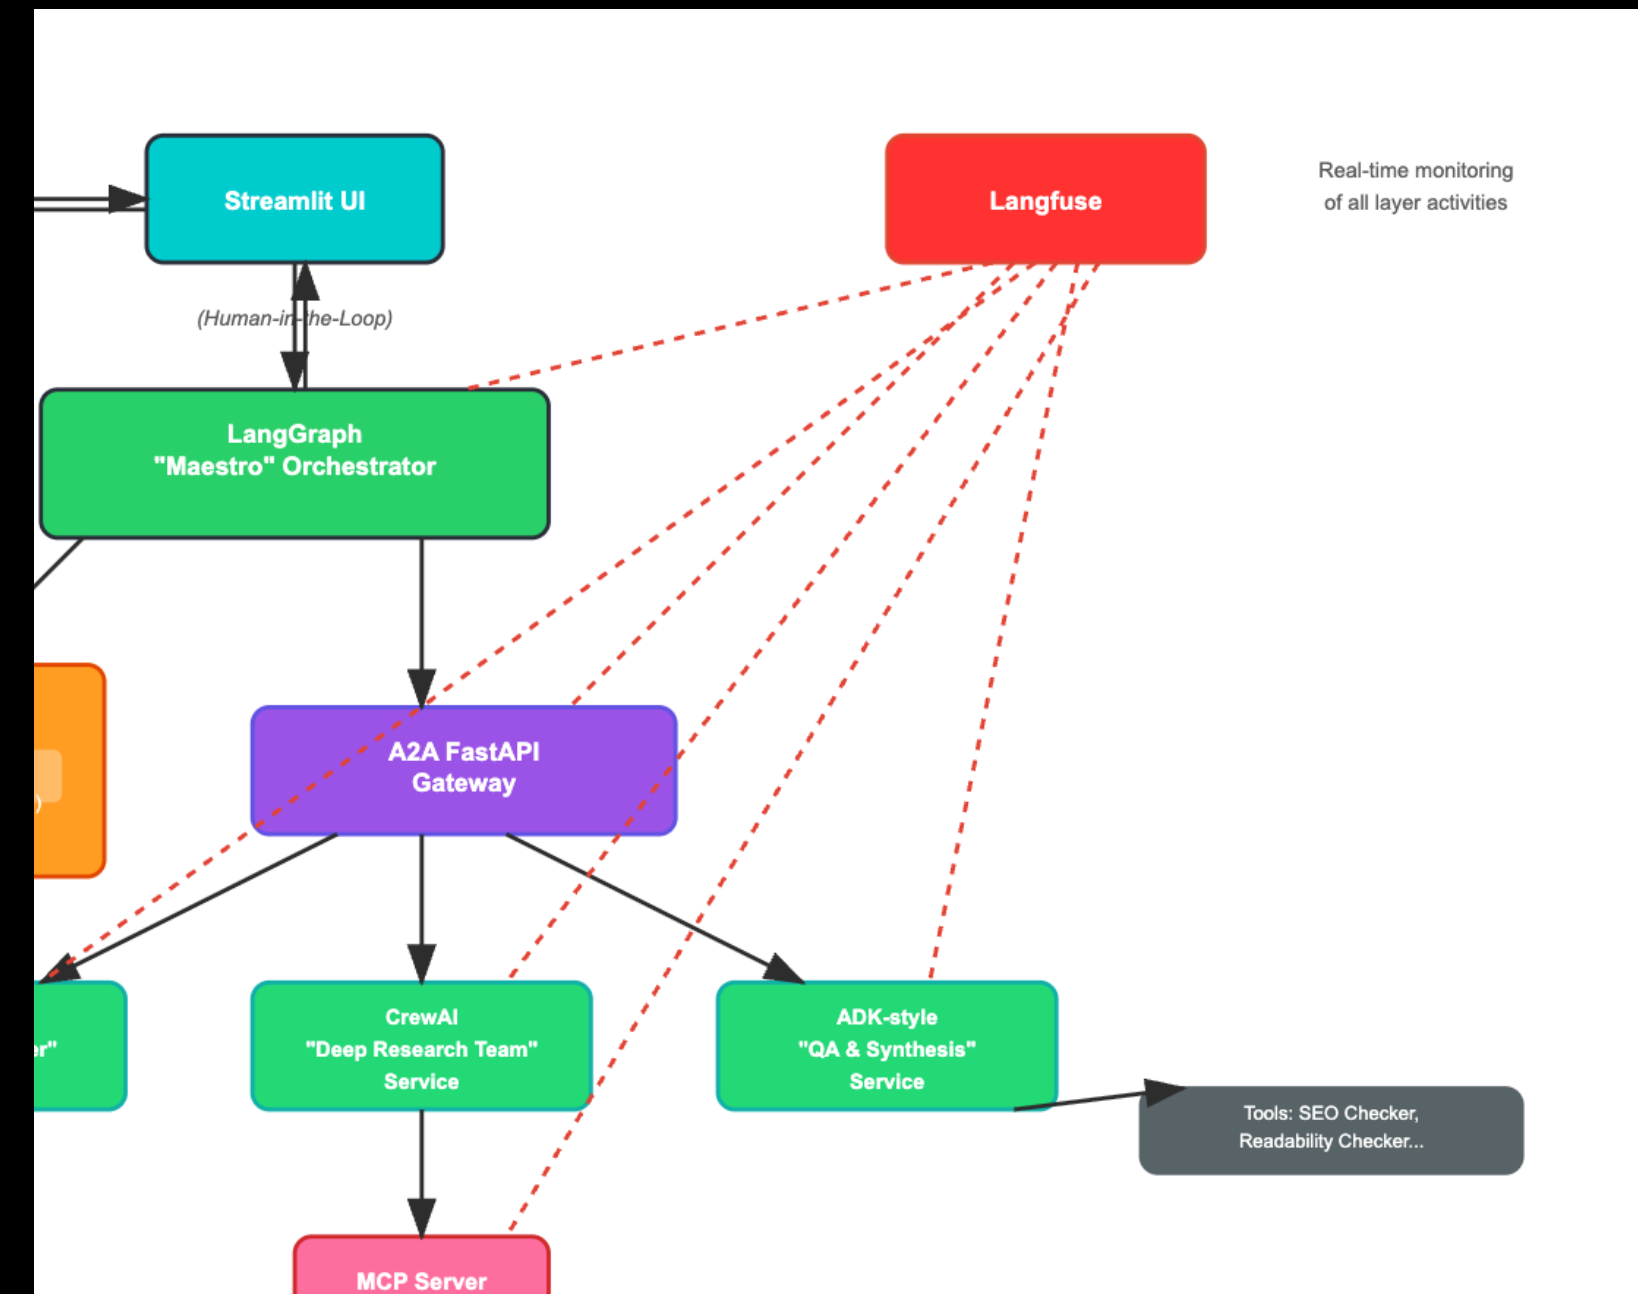 Streamlit UI
Langfuse
Real-time monitoring
of all layer activities
(Human-in-the-Loop)
LangGraph
"Maestro" Orchestrator
A2A FastAPI
Gateway
)
er"
CrewAI
"Deep Research Team"
Service
ADK-style
"QA & Synthesis"
Service
Tools: SEO Checker,
Readability Checker...
MCP Server